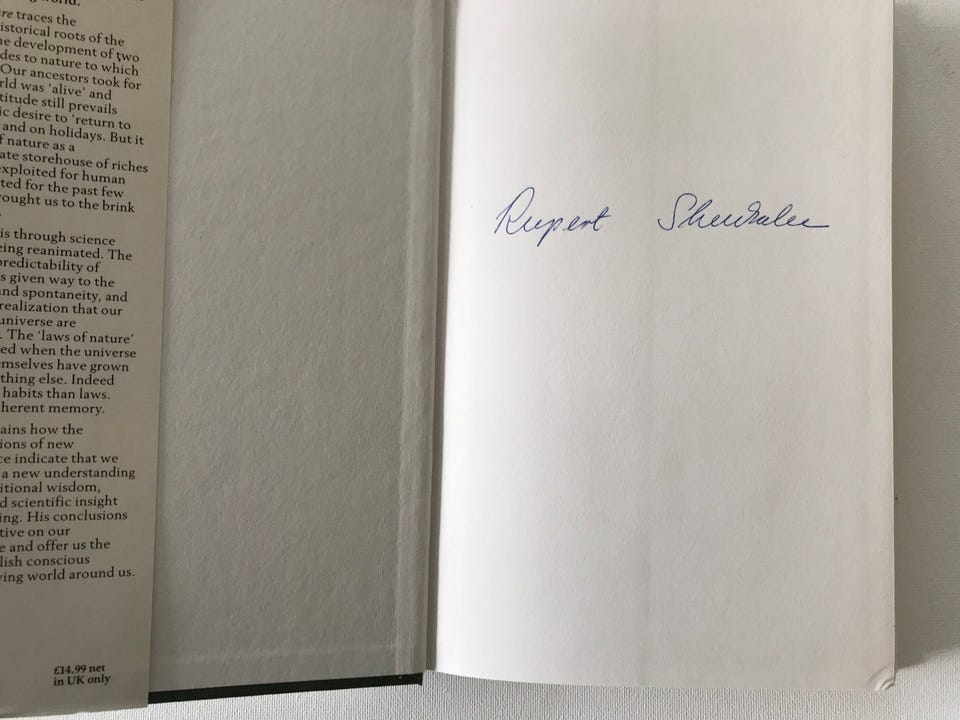 re traces the
istorical roots of the
ne development of two
des to nature to which
Our ancestors took for
rld was 'alive' and
titude still prevails
ic desire to 'return to
and on holidays. But it
f nature as a
ate storehouse of riches
exploited for human
ted for the past few
rought us to the brink
is through science
eing reanimated. The
predictability of
s given way to the
and spontaneity, and
realization that our
universe are
. The 'laws of nature'
ed when the universe
emselves have grown
thing else. Indeed
habits than laws.
herent memory.
ains how the
ions of new
ce indicate that we
a new understanding
itional wisdom,
d scientific insight
ing. His conclusions
tive on our
e and offer us the
lish conscious
ving world around us.
£14.99 net
in UK only
Rupert